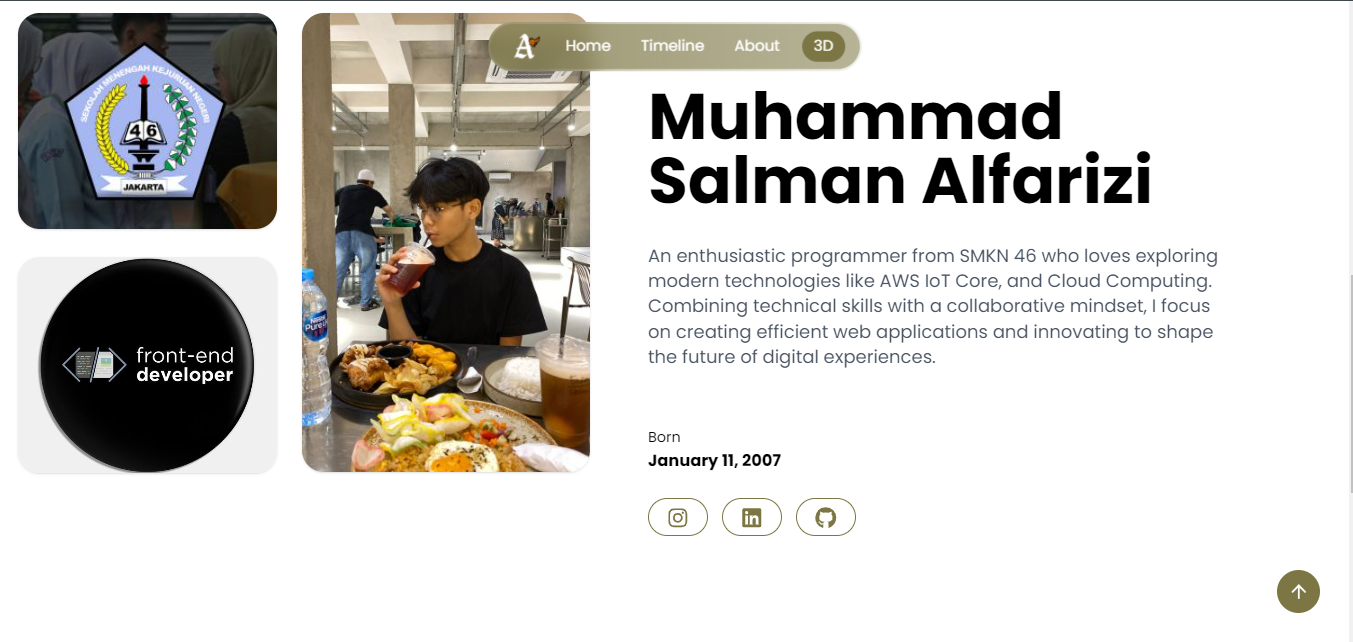 Home Timeline About 3D
SEKOLAH MENENGAH KEJURUAN NEGERI
4 6
JAKARTA
front-end
developer
Muhammad
Salman Alfarizi
An enthusiastic programmer from SMKN 46 who loves exploring
modern technologies like AWS IoT Core, and Cloud Computing.
Combining technical skills with a collaborative mindset, I focus
on creating efficient web applications and innovating to shape
the future of digital experiences.
Born
January 11, 2007
in